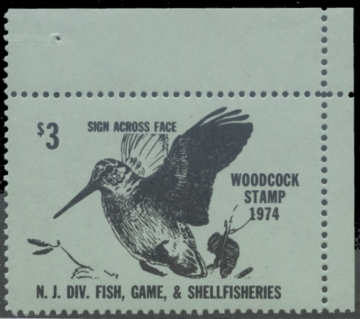 $3
SIGN ACROSS FACE
WOODCOCK
STAMP
1974
N. J. DIV. FISH, GAME, & SHELLFISHERIES